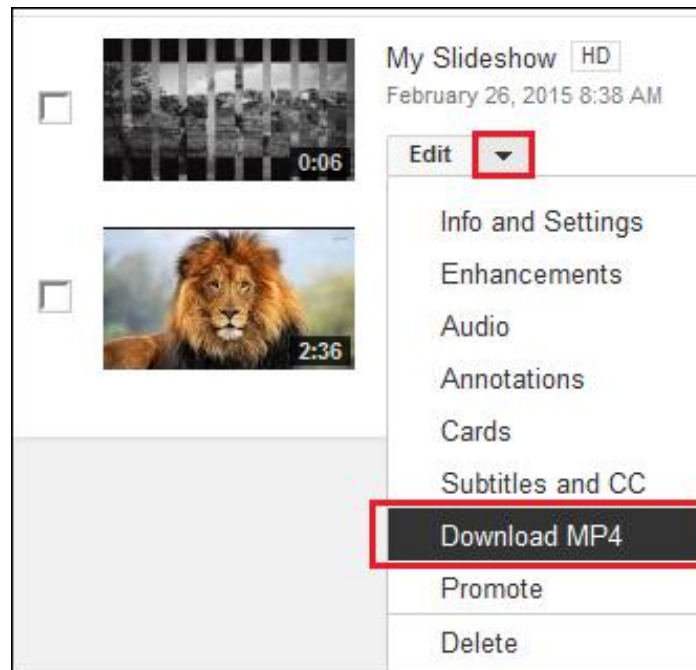 My Slideshow HD
February 26, 2015 8:38 AM
0:06
Edit
Info and Settings
Enhancements
2:36
Audio
Annotations
Cards
Subtitles and CC
Download MP4
Promote
Delete